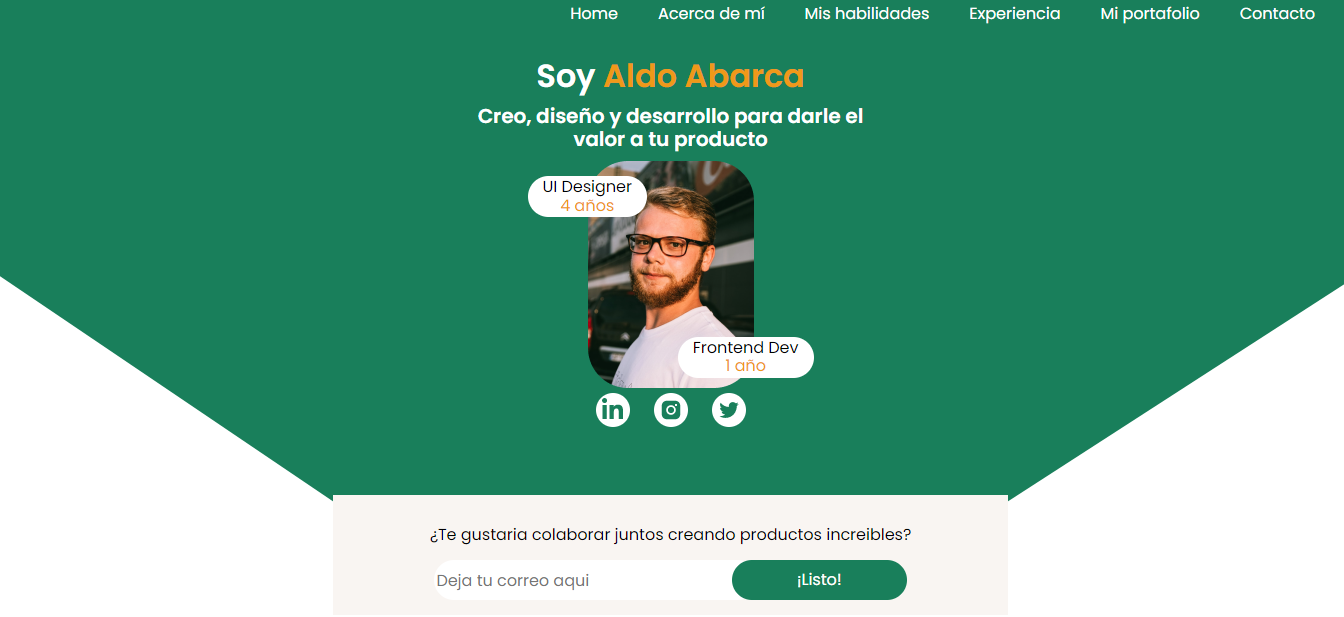 Home Acerca de mí Mis habilidades Experiencia Mi portafolio Contacto
Soy Aldo Abarca
Creo, diseño y desarrollo para darle el
valor a tu producto
UI Designer
4 años
Frontend Dev
1 año
in
¿Te gustaria colaborar juntos creando productos increibles?
Deja tu correo aqui
¡Listo!